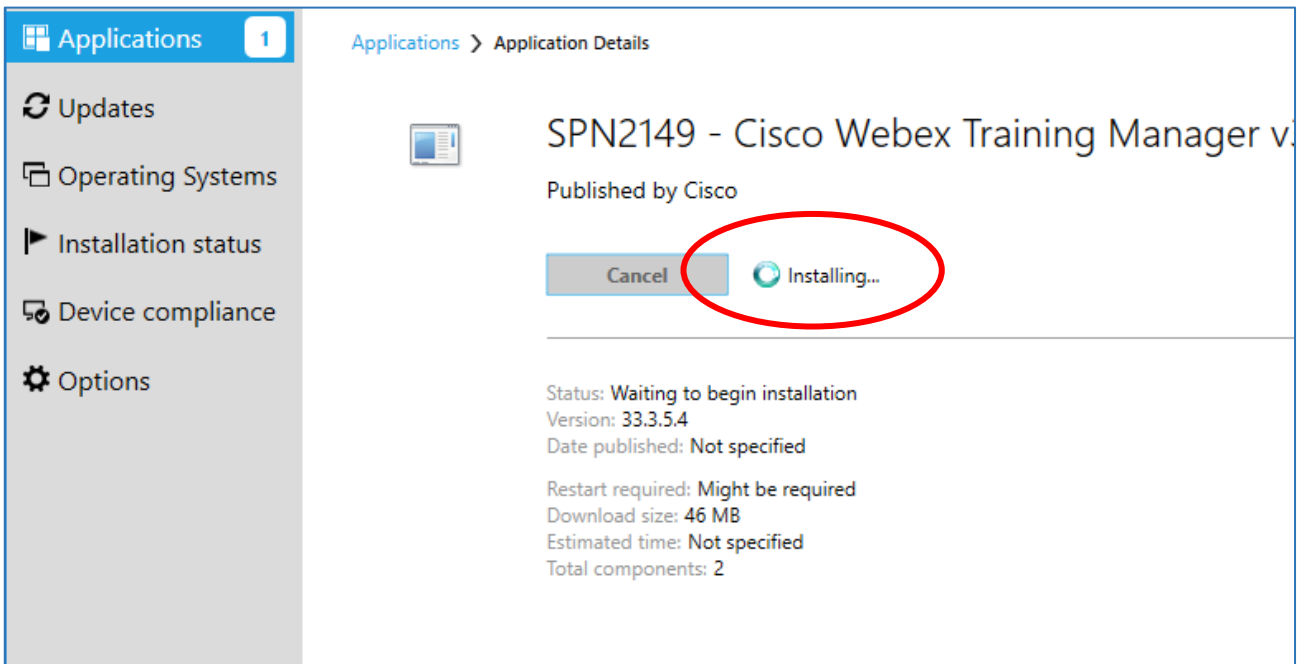 Applications 1
Updates
Operating Systems
Installation status
Device compliance
Options
Applications > Application Details
SPN2149 - Cisco Webex Training Manager
Published by Cisco
Cancel Installing...
Status: Waiting to begin installation
Version: 33.3.5.4
Date published: Not specified
Restart required: Might be required
Download size: 46 MB
Estimated time: Not specified
Total components: 2